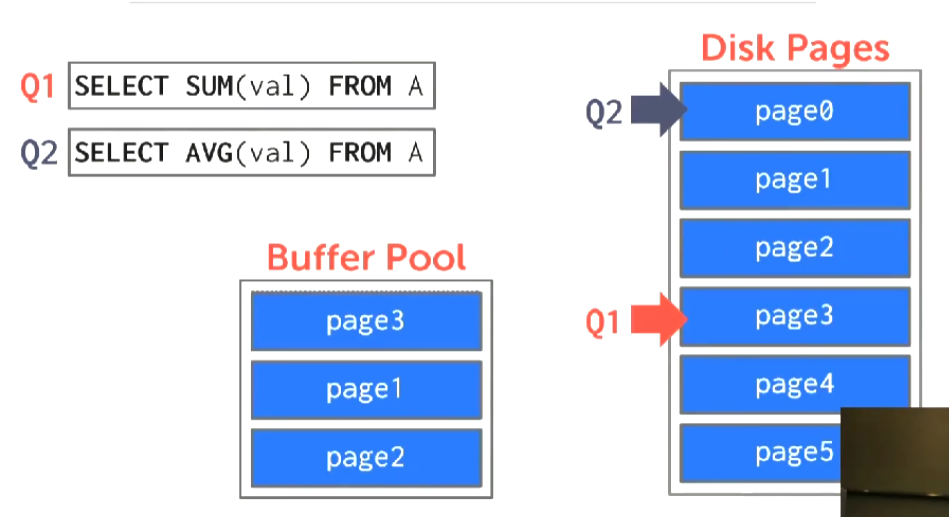 Disk Pages
Q1 SELECT SUM(val) FROM A
Q2 SELECT AVG(val) FROM A
Q2
page0
page1
page2
Q1
page3
page4
page5
Buffer Pool
page3
page1
page2